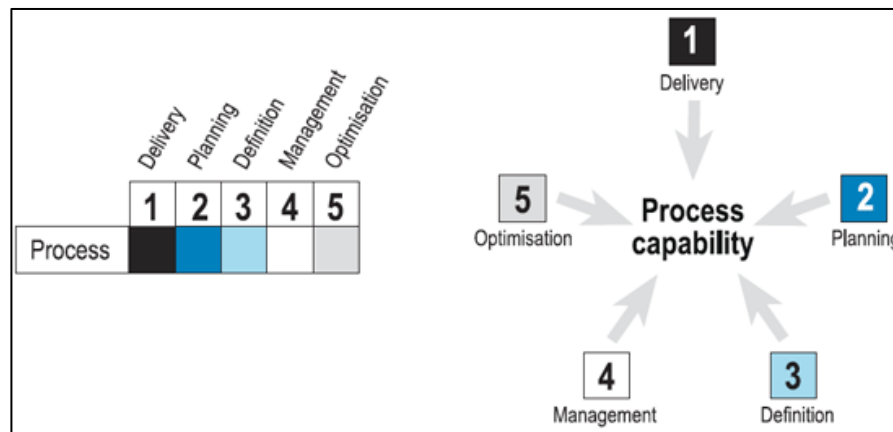 Delivery
Planning
Definition
Management
Optimisation
1 2 3 4 5
Process
1
Delivery
5
Optimisation
Process
capability
2
Planning
4
Management
3
Definition